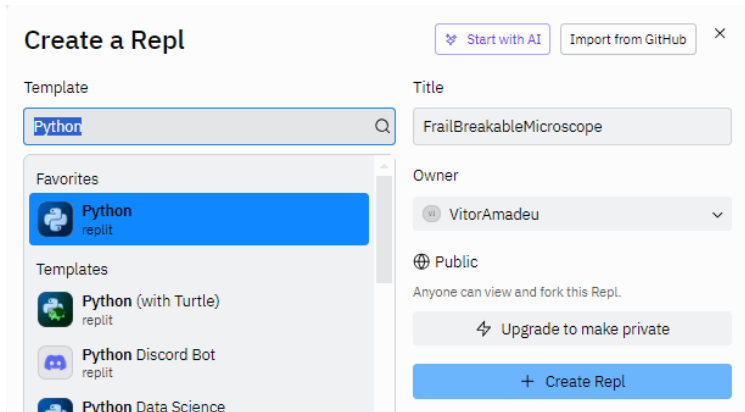 Create a Repl
Start with AI
Import from GitHub
Template
Python
Favorites
Python
replit
Templates
Python (with Turtle)
replit
Python Discord Bot
replit
Python Data Science
Title
FrailBreakableMicroscope
Owner
VI
VitorAmadeu
Public
Anyone can view and fork this Repl.
Upgrade to make private
+ Create Repl